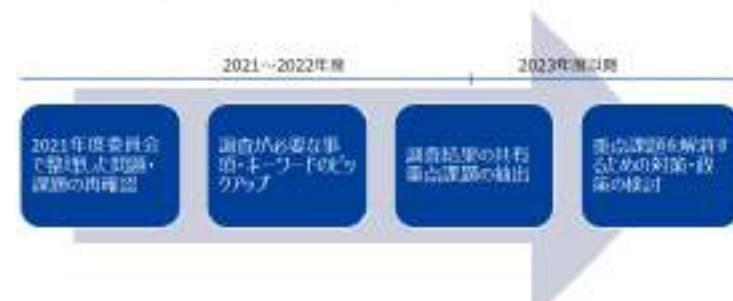 2021～2022年度
2023年度以降
2021年度委員会
で整理した問題・
課題の再確認
調査が必要な事
項・キーワードのピッ
クアップ
調査結果の共有
重点課題の抽出
重点課題を解消す
るための対策・政
策の検討